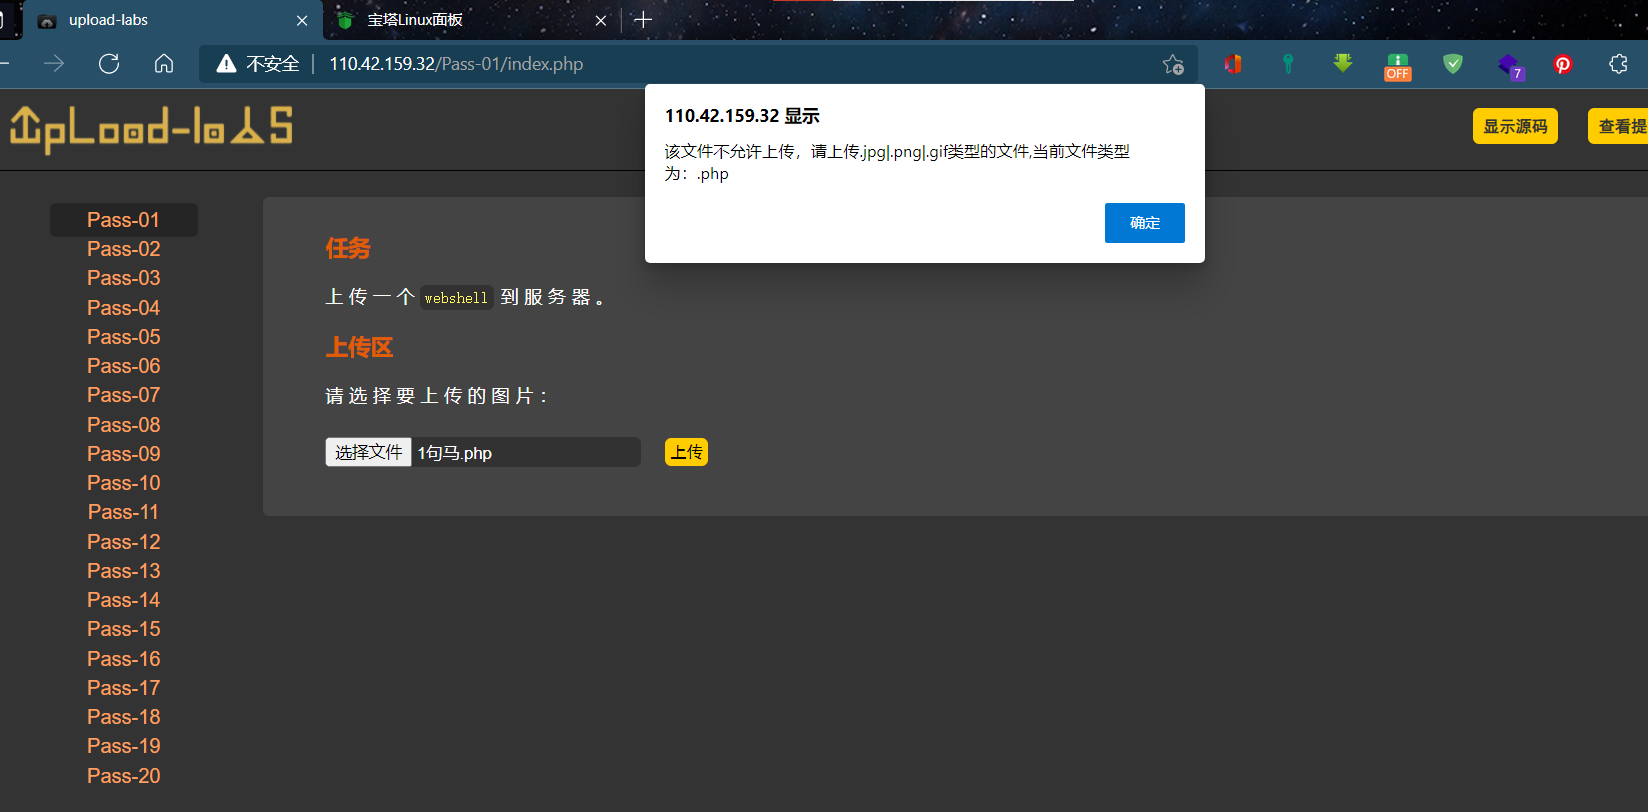 upload-labs
宝塔Linux面板
不安全
110.42.159.32/Pass-01/index.php
OFF
7
UpLoad-labS
显示源码
查看提
110.42.159.32 显示
该文件不允许上传，请上传.jpg|.png|.gif类型的文件,当前文件类型
为：.php
确定
Pass-01
Pass-02
Pass-03
Pass-04
Pass-05
Pass-06
Pass-07
Pass-08
Pass-09
Pass-10
Pass-11
Pass-12
Pass-13
Pass-14
Pass-15
Pass-16
Pass-17
Pass-18
Pass-19
Pass-20
任务
上传一个 webshell 到服务器。
上传区
请选择要上传的图片：
选择文件 1句马.php
上传